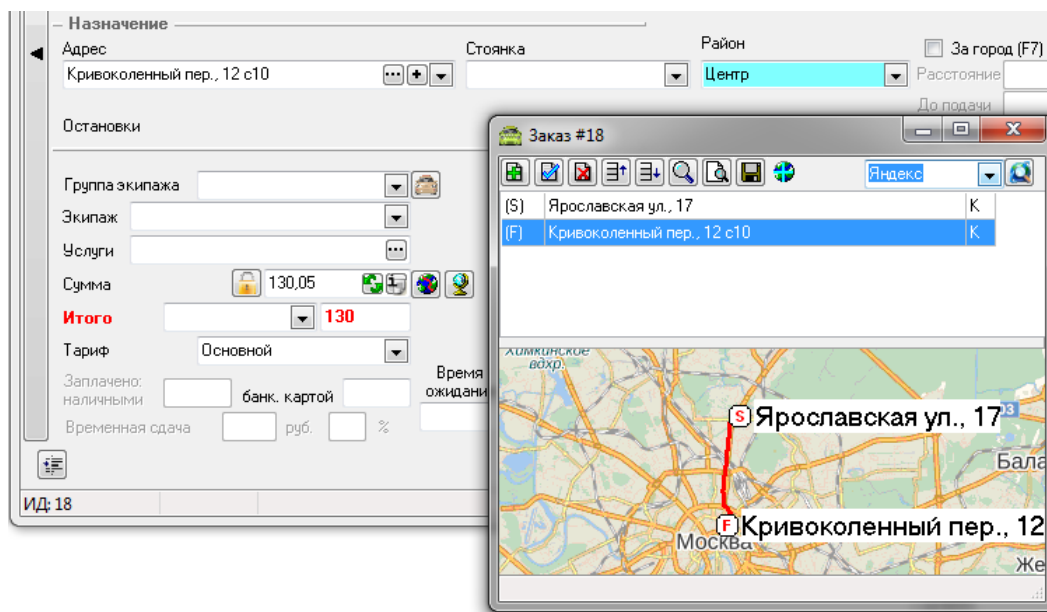 Назначение
Адрес Стоянка Район За город (F7)
Кривоколенный пер., 12 с10 Центр Расстояние
До подачи
Остановки
Группа экипажа
Экипаж
Услуги
Сумма 130,05
Итого 130
Тариф Основной
Заплачено: наличными банк. картой Время
ожидани
Временная сдача руб. %
ИД: 18
Заказ #18
Яндекс
(S) Ярославская ул., 17 К
(F) Кривоколенный пер., 12 с10 К
Химкинское
вдхр.
S Ярославская ул., 17
03
Бала
F Кривоколенный пер., 12
Москва
Же